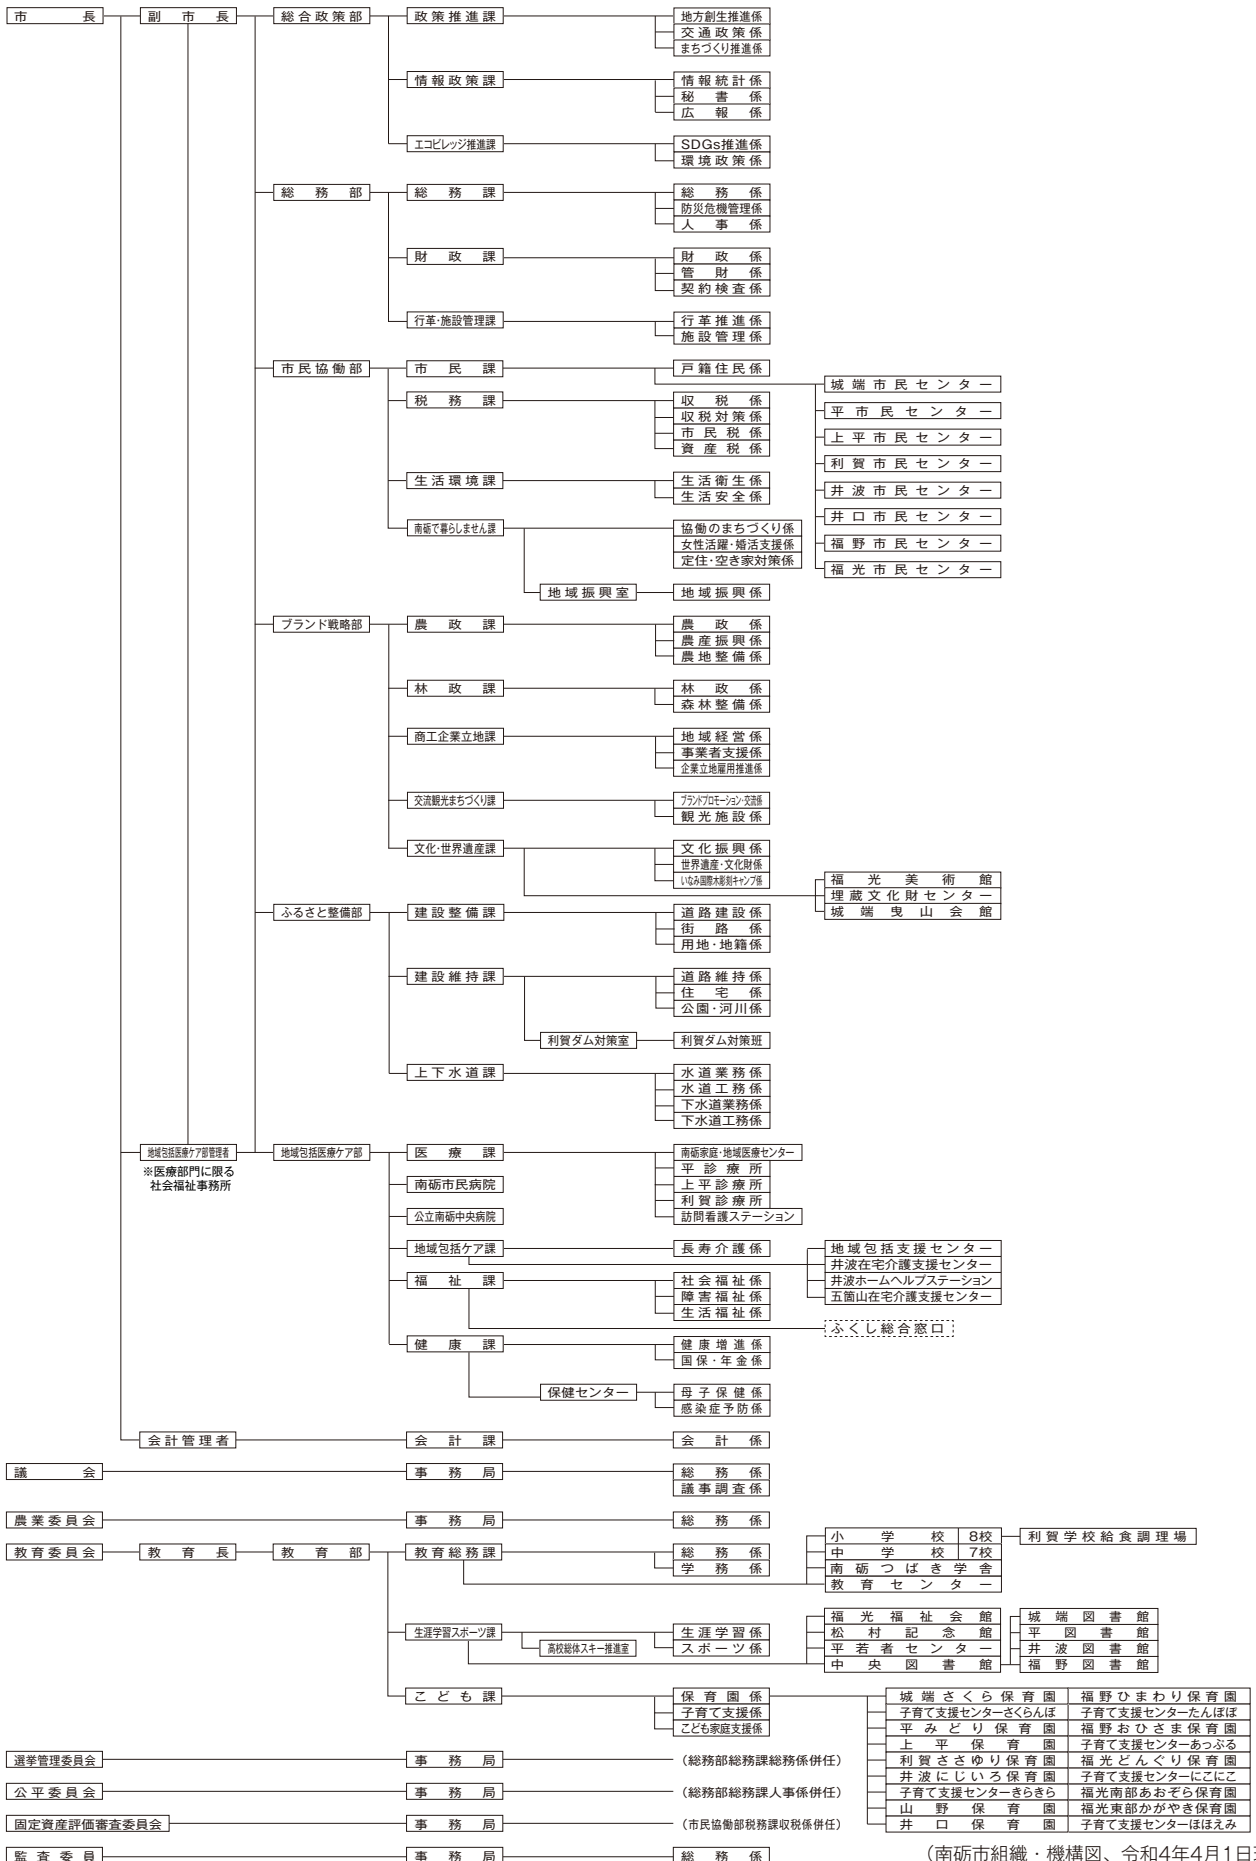 市長 副市長 総合政策部 政策推進課 地方創生推進係
交通政策係
まちづくり推進係
情報政策課 情報統計係
秘書係
広報係
エコビレッジ推進課 SDGs推進係
環境政策係
総務部 総務課 総務係
防災危機管理係
人事係
財政課 財政係
管財係
契約検査係
行革・施設管理課 行革推進係
施設管理係
市民協働部 市民課 戸籍住民係
城端市民センター
平市民センター
上平市民センター
利賀市民センター
井波市民センター
井口市民センター
福野市民センター
福光市民センター
税務課 収税係
収税対策係
市民税係
資産税係
生活環境課 生活衛生係
生活安全係
南砺で暮らしません課 協働のまちづくり係
女性活躍・婚活支援係
定住・空き家対策係
地域振興室 地域振興係
ブランド戦略部 農政課 農政係
農産振興係
農地整備係
林政課 林政係
森林整備係
商工企業立地課 地域経営係
事業者支援係
企業立地雇用推進係
交流観光まちづくり課 ブランドプロモーション・交流係
観光施設係
文化・世界遺産課 文化振興係
世界遺産・文化財係
いなみ国際木彫刻キャンプ係
福光美術館
埋蔵文化財センター
城端曳山会館
ふるさと整備部 建設整備課 道路建設係
街路係
用地・地籍係
建設維持課 道路維持係
住宅係
公園・河川係
利賀ダム対策室 利賀ダム対策班
上下水道課 水道業務係
水道工務係
下水道業務係
下水道工務係
地域包括医療ケア部管理者 地域包括医療ケア部 医療課 南砺家庭・地域医療センター
※医療部門に限る
社会福祉事務所
平診療所
上平診療所
利賀診療所
訪問看護ステーション
南砺市民病院
公立南砺中央病院
地域包括ケア課 長寿介護係 地域包括支援センター
井波在宅介護支援センター
井波ホームヘルプステーション
五箇山在宅介護支援センター
福祉課 社会福祉係
障害福祉係
生活福祉係
ふくし総合窓口
健康課 健康増進係
国保・年金係
保健センター 母子保健係
感染症予防係
会計管理者 会計課 会計係
議会 事務局 総務係
議事調査係
農業委員会 事務局 総務係
教育委員会 教育長 教育部 教育総務課 総務係
学務係
小学校 8校 利賀学校給食調理場
中学校 7校
南砺つばき学舎
教育センター
生涯学習スポーツ課 生涯学習係
スポーツ係
高校総体スキー推進室
福光福祉会館 城端図書館
松村記念館 平図書館
平若者センター 井波図書館
中央図書館 福野図書館
こども課 保育園係
子育て支援係
こども家庭支援係
城端さくら保育園 福野ひまわり保育園
子育て支援センターさくらんぼ 子育て支援センターたんぽぽ
平みどり保育園 福野おひさま保育園
上平保育園 子育て支援センターあっぷる
利賀ささゆり保育園 福光どんぐり保育園
井波にじいろ保育園 子育て支援センターにこにこ
子育て支援センターきらきら 福光南部あおぞら保育園
山野保育園 福光東部かがやき保育園
井口保育園 子育て支援センターほほえみ
選挙管理委員会 事務局 (総務部総務課総務係併任)
公平委員会 事務局 (総務部総務課人事係併任)
固定資産評価審査委員会 事務局 (市民協働部税務課収税係併任)
監査委員 事務局 総務係
(南砺市組織・機構図、令和4年4月1日